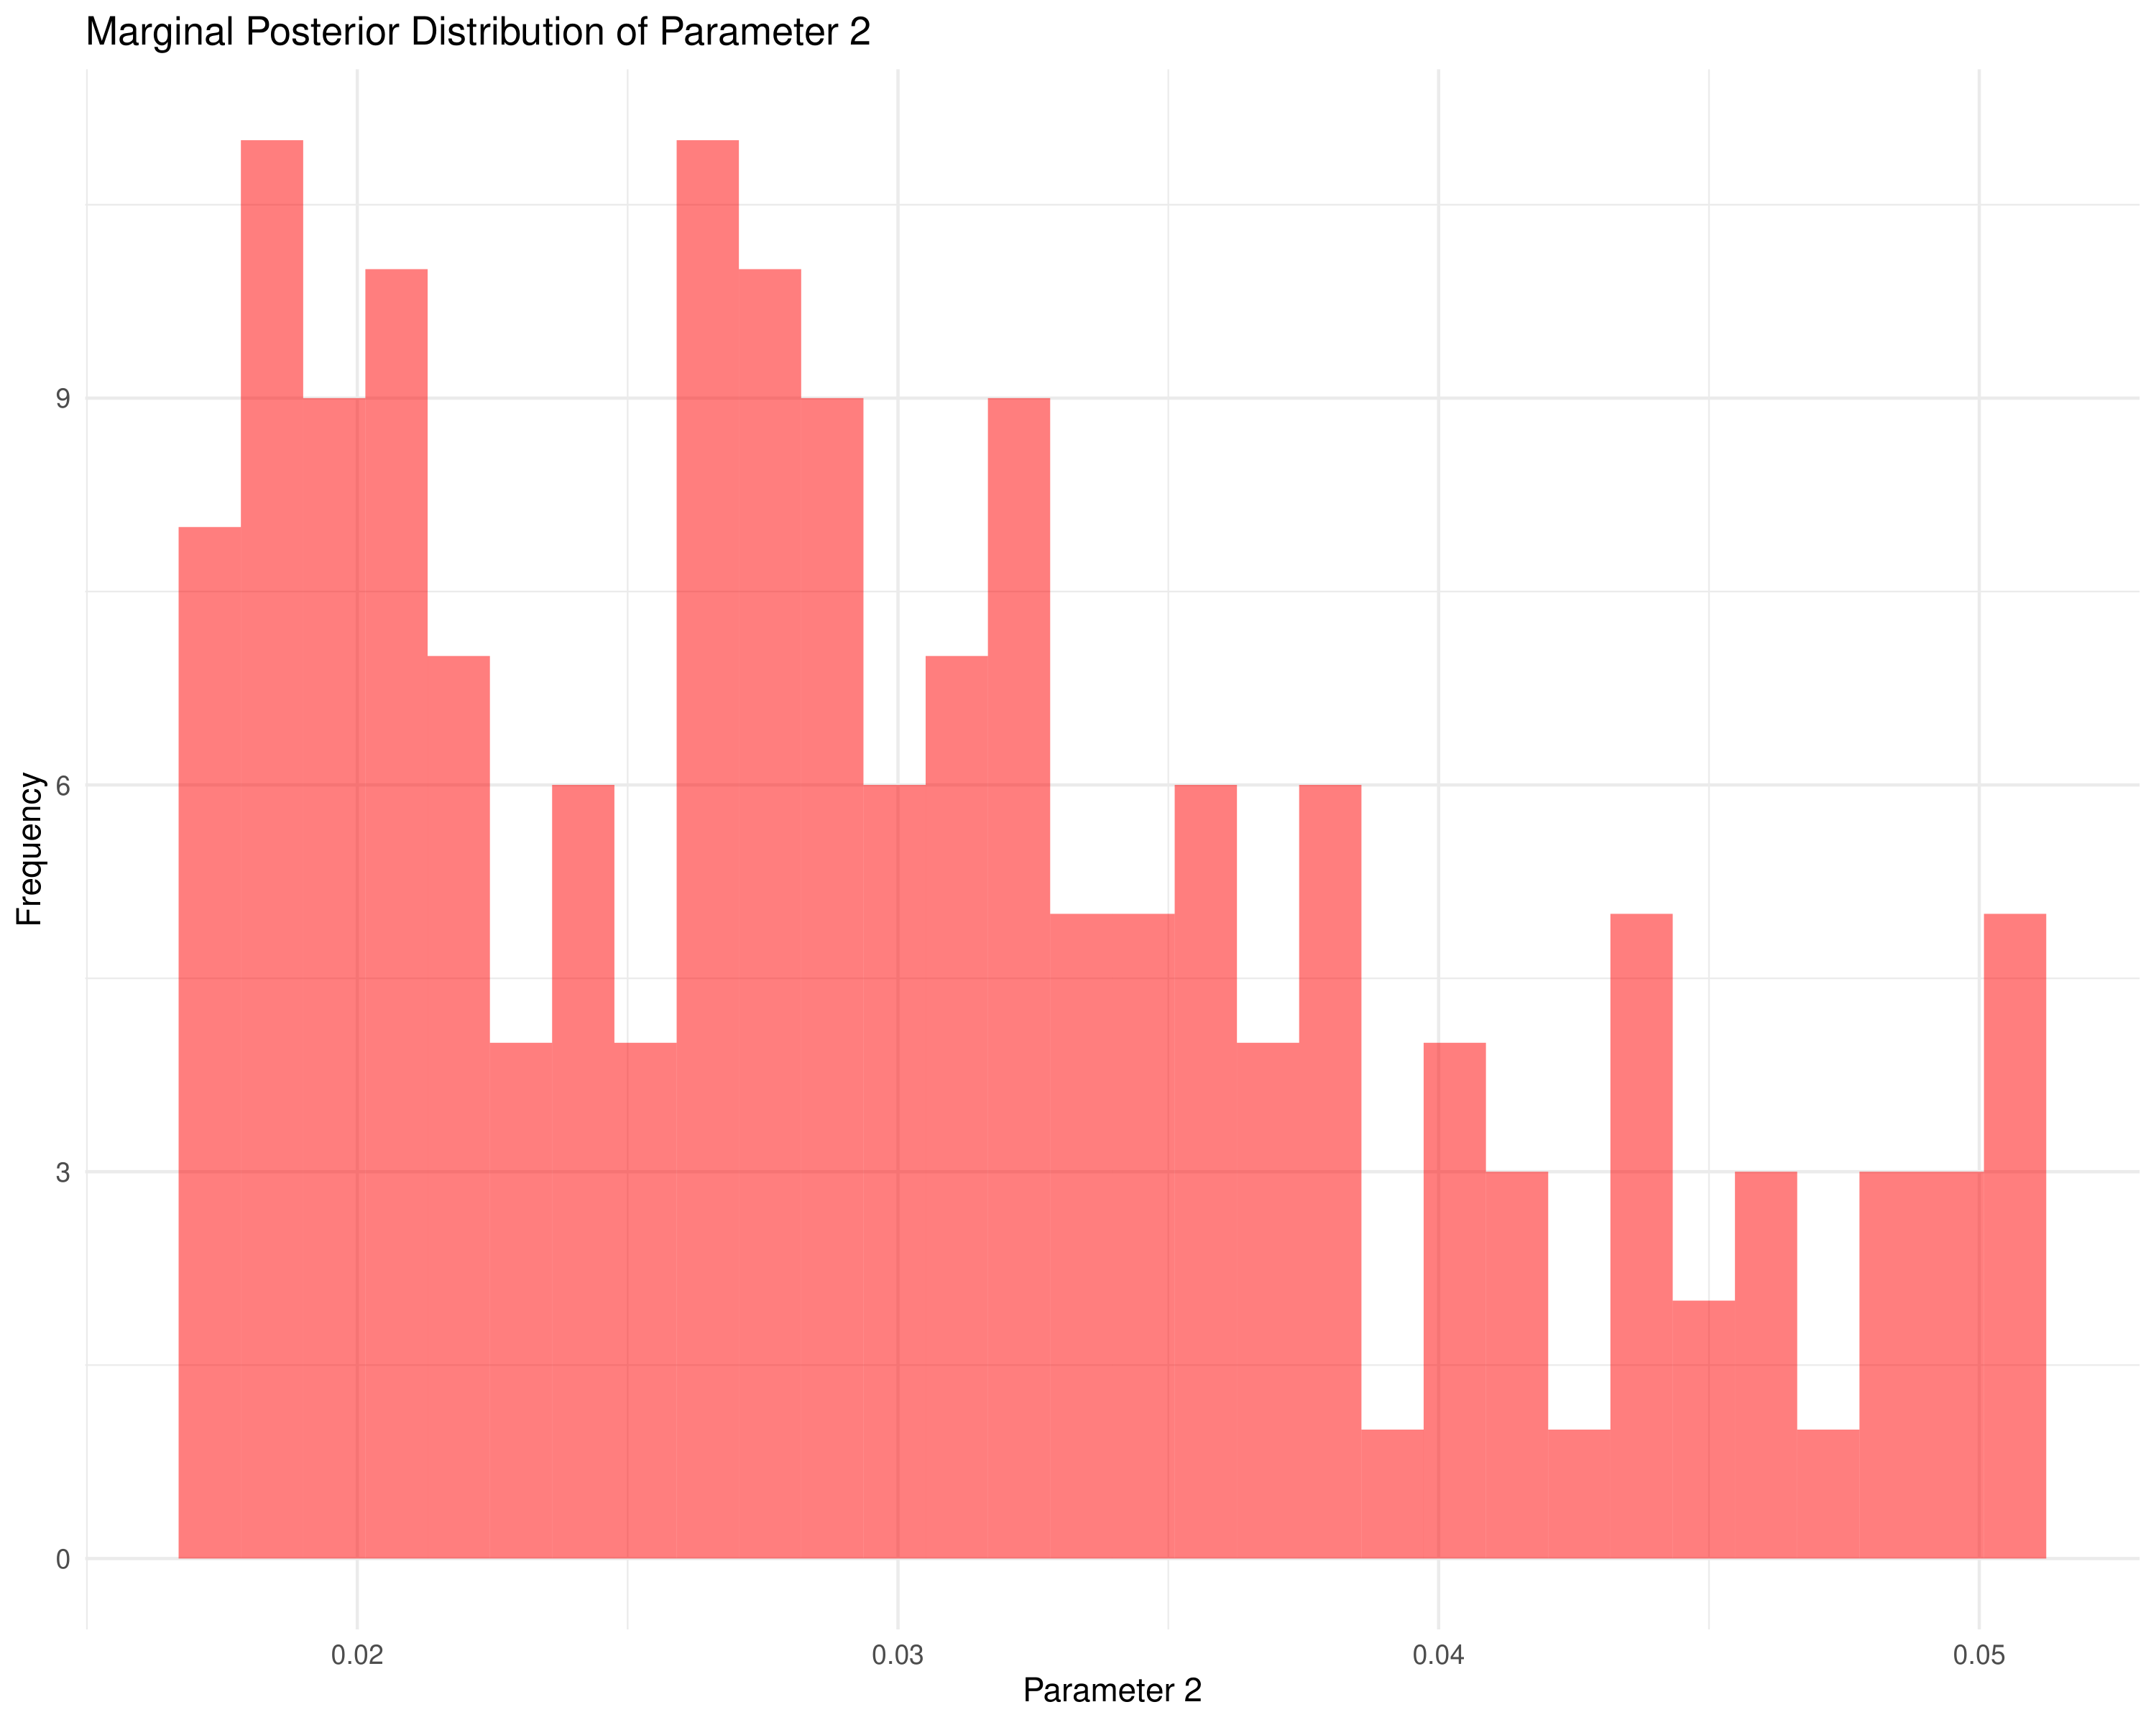 Marginal Posterior Distribution of Parameter 2
Frequency
9
6
3
0
0.02 0.03 0.04 0.05
Parameter 2